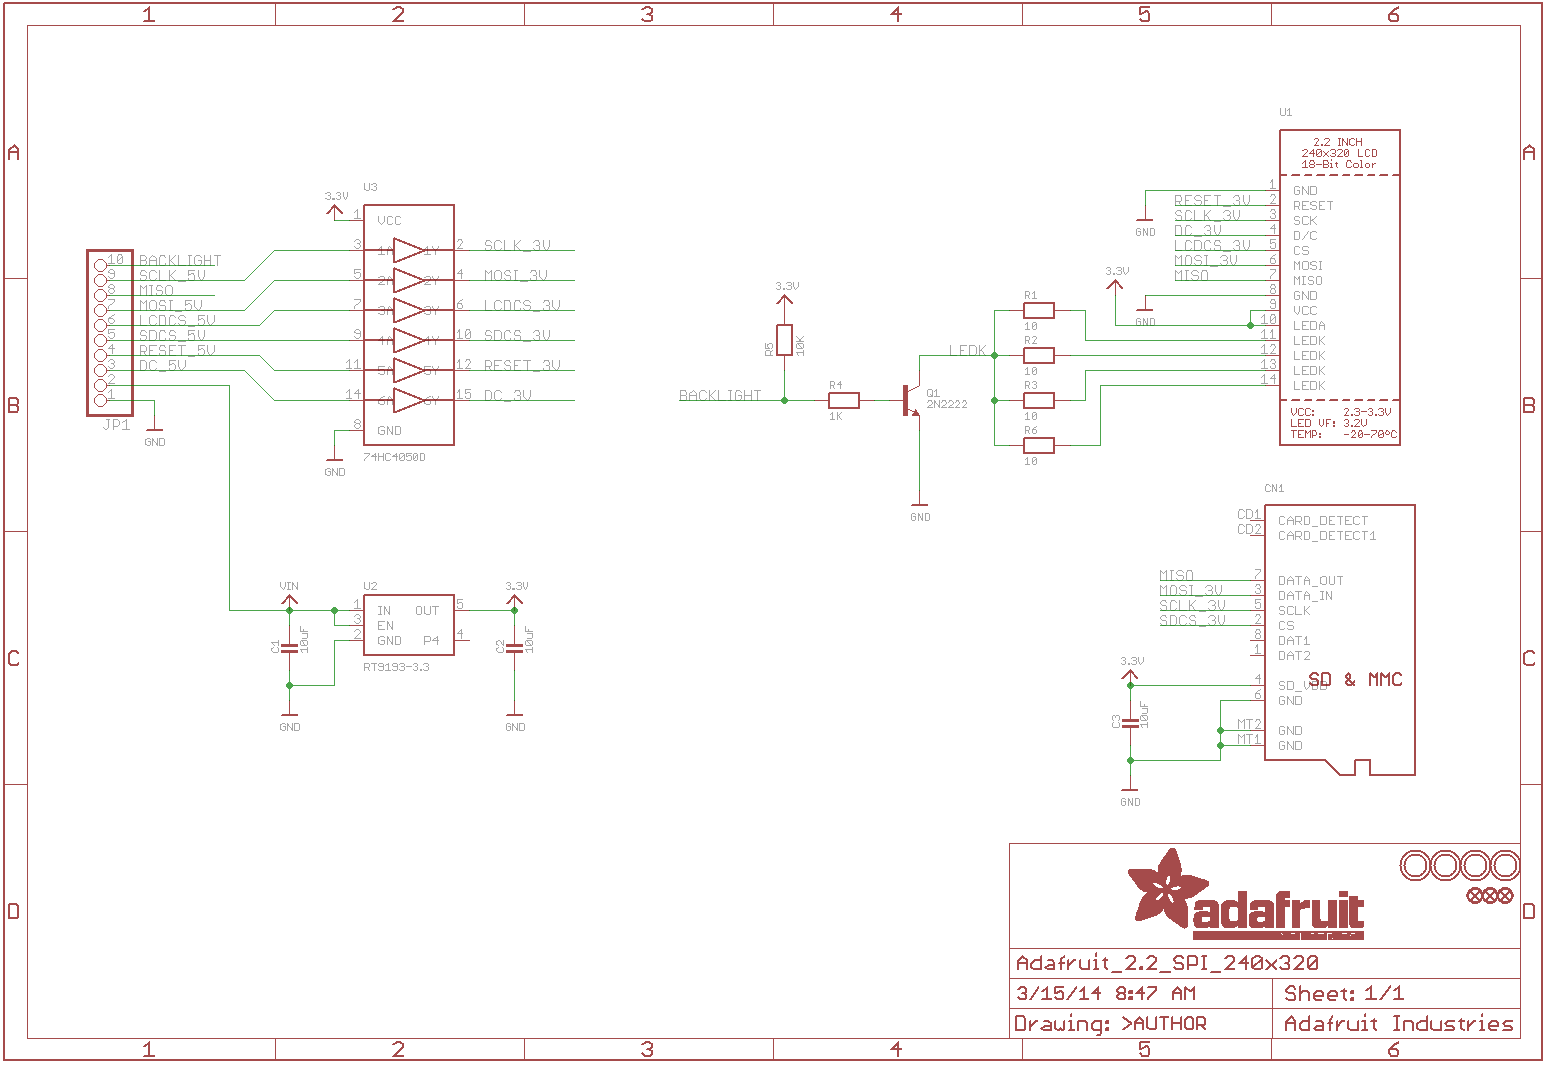 1 2 3 4 5 6
A
B
C
D
A
B
C
D
1 2 3 4 5 6
10 BACKLIGHT
9 SCLK_5V
8 MISO
7 MOSI_5V
6 LCDCS_5V
5 SDCS_5V
4 RESET_5V
3 DC_5V
2
1
JP1
GND
U3
3.3V
1 VCC
3 1A 1Y 2 SCLK_3V
5 2A 2Y 4 MOSI_3V
7 3A 3Y 6 LCDCS_3V
9 4A 4Y 10 SDCS_3V
11 5A 5Y 12 RESET_3V
14 6A 6Y 15 DC_3V
8 GND
74HC4050D
GND
VIN
U2
3.3V
1 IN OUT 5
3 EN
2 GND P4 4
RT9193-3.3
C1
10uF
C2
10uF
GND
GND
3.3V
R5
10K
BACKLIGHT
R4
1K
Q1
2N2222
GND
LEDK
R1
10
R2
10
R3
10
R6
10
U1
2.2 INCH
240x320 LCD
18-Bit Color
GND
3.3V
GND
1 GND
RESET_3V 2 RESET
SCLK_3V 3 SCK
DC_3V 4 D/C
LCDCS_3V 5 CS
MOSI_3V 6 MOSI
MISO 7 MISO
8 GND
9 VCC
10 LEDA
11 LEDK
12 LEDK
13 LEDK
14 LEDK
VCC: 2.3-3.3V
LED VF: 3.2V
TEMP: -20-70°C
CN1
CD1 CARD_DETECT
CD2 CARD_DETECT1
MISO 7 DATA_OUT
MOSI_3V 3 DATA_IN
SCLK_3V 5 SCLK
SDCS_3V 2 CS
8 DAT1
1 DAT2
4 SD_VDD
SD & MMC
6 GND
MT2 GND
MT1 GND
3.3V
C3
10uF
GND
adafruit
Adafruit_2.2_SPI_240x320
3/15/14 8:47 AM
Sheet: 1/1
Drawing: >AUTHOR
Adafruit Industries